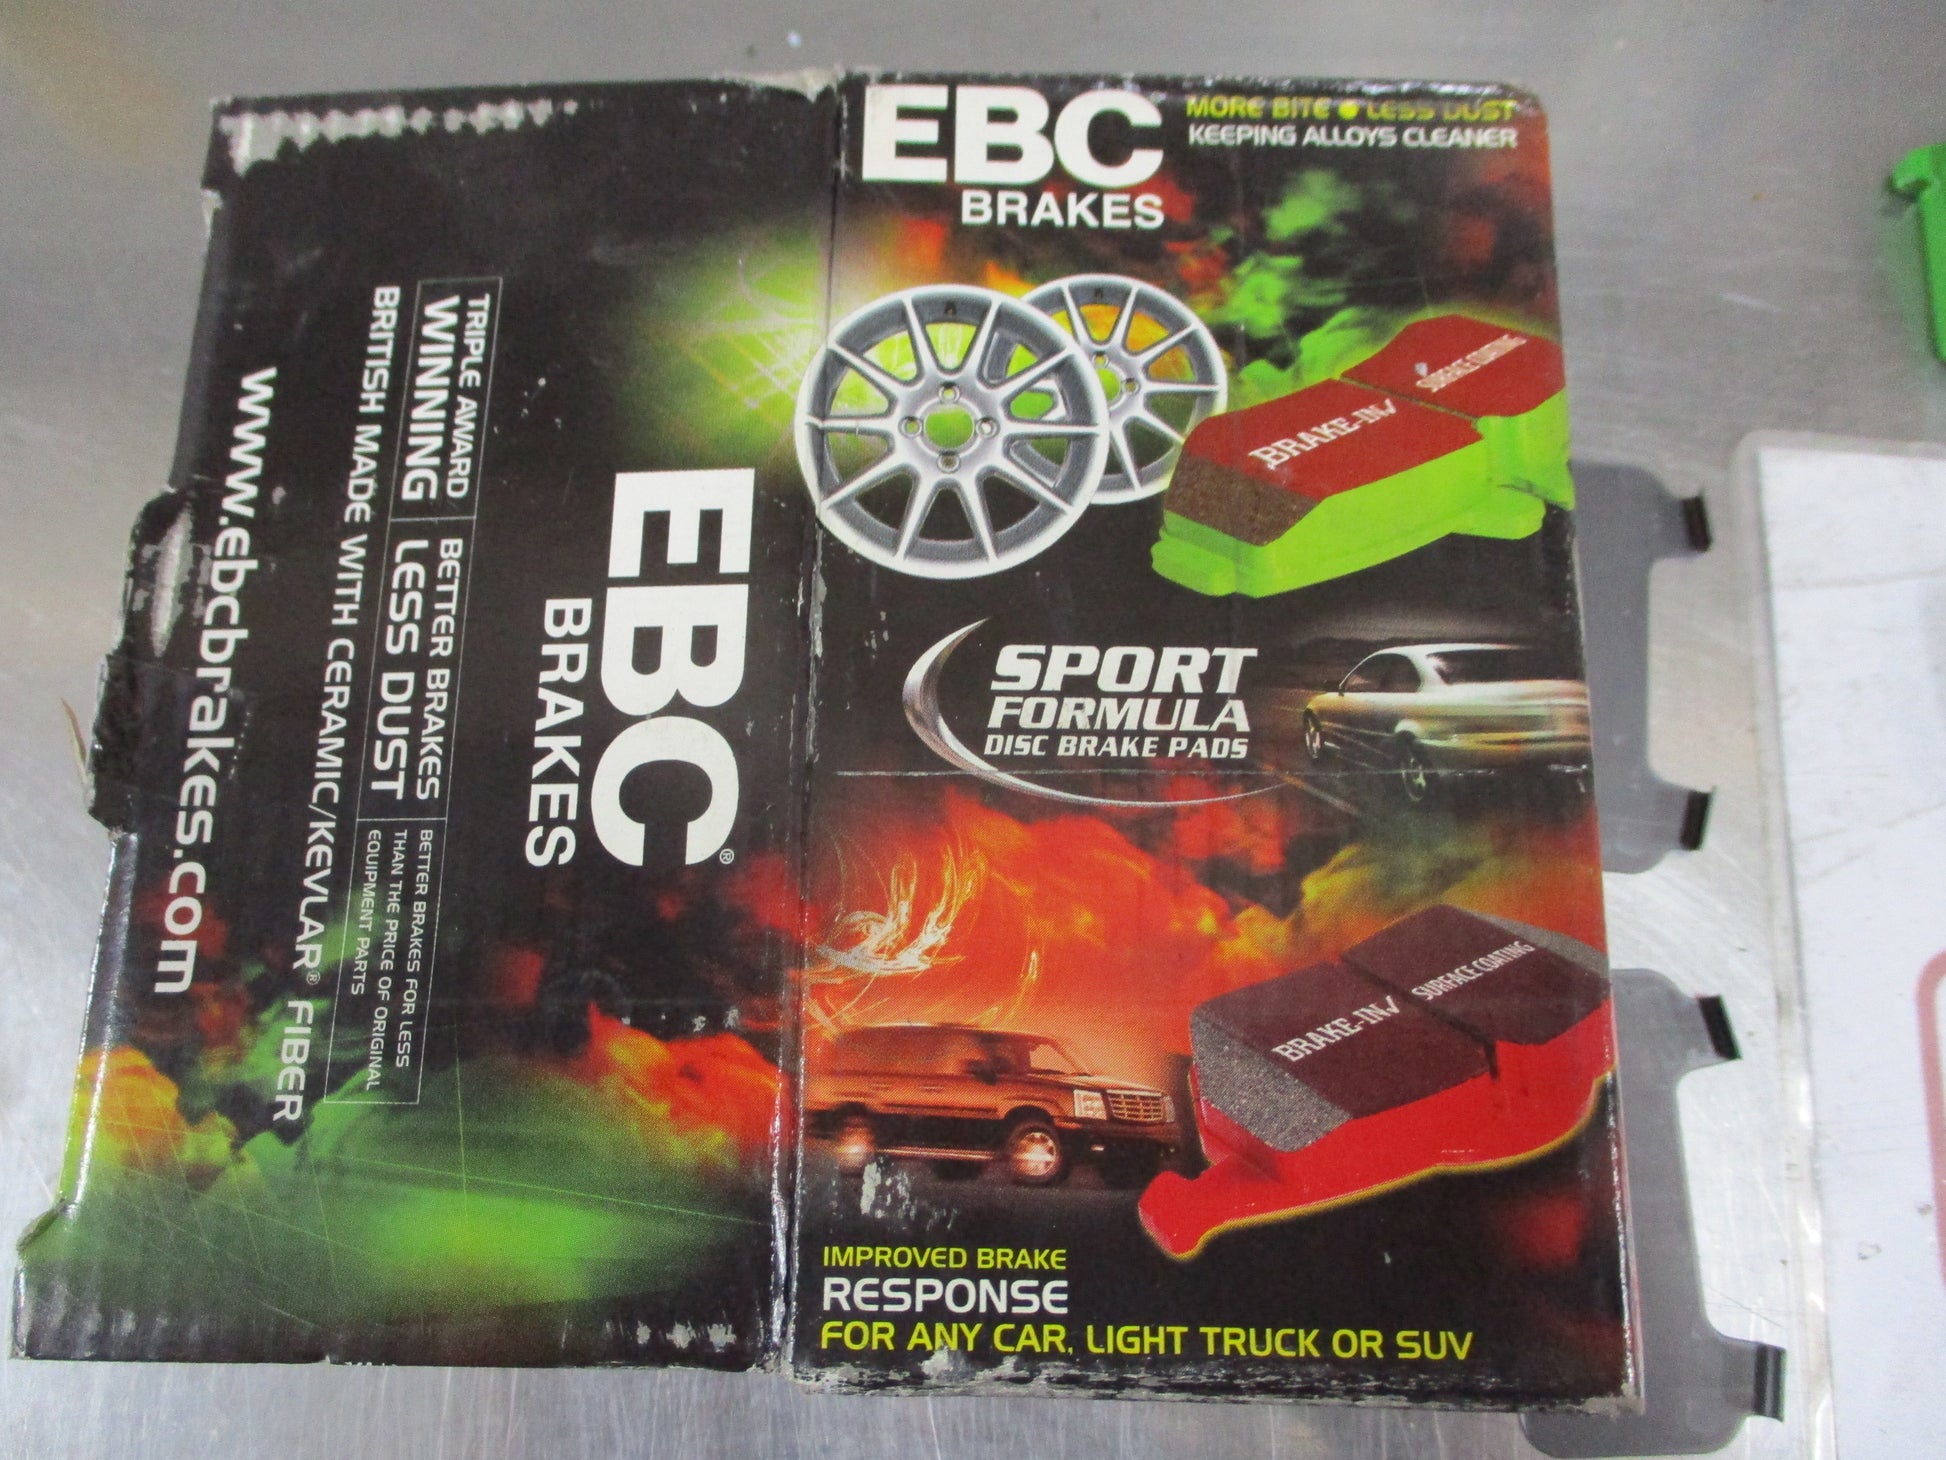 EBC
BRAKES
MORE BITE ● LESS DUST
KEEPING ALLOYS CLEANER
BRAKE-IN✓
SURFACE COATING
SPORT
FORMULA
DISC BRAKE PADS
BRAKE-IN✓
SURFACE COATING
IMPROVED BRAKE
RESPONSE
FOR ANY CAR, LIGHT TRUCK OR SUV
EBC®
BRAKES
TRIPLE AWARD
WINNING
BETTER BRAKES
LESS DUST
BETTER BRAKES FOR LESS
THAN THE PRICE OF ORIGINAL
EQUIPMENT PARTS
BRITISH MADE WITH CERAMIC/KEVLAR® FIBER
www.ebcbrakes.com